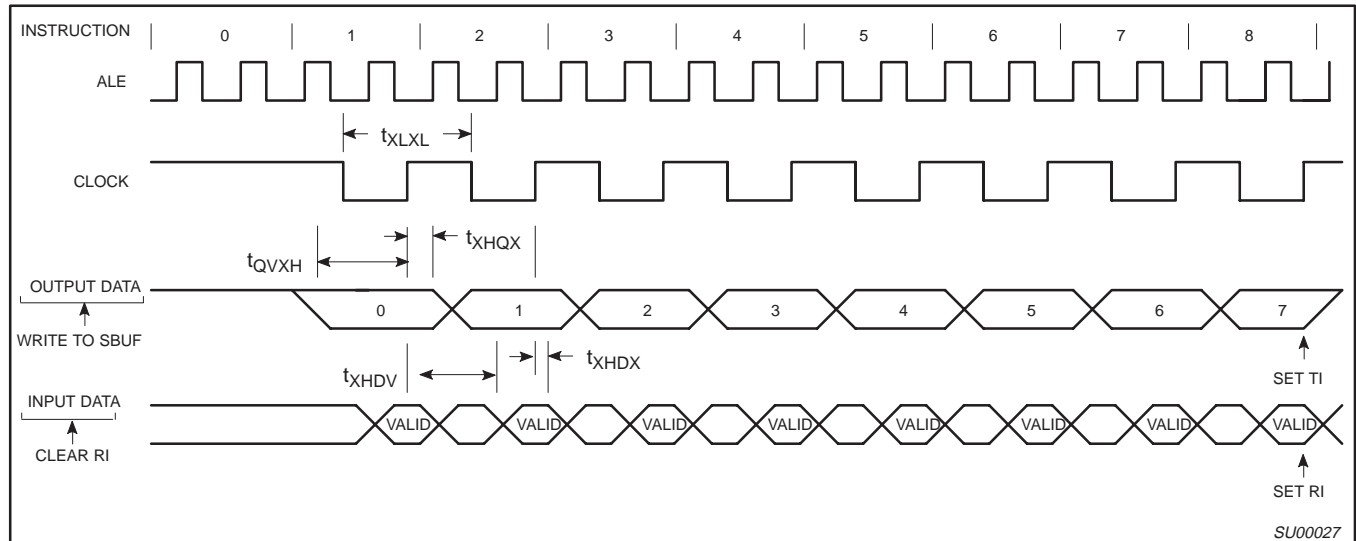 INSTRUCTION 0 1 2 3 4 5 6 7 8
ALE
tXLXL
CLOCK
tXHQX
tQVXH
OUTPUT DATA
0 1 2 3 4 5 6 7
WRITE TO SBUF
tXHDX
tXHDV
SET TI
INPUT DATA
VALID VALID VALID VALID VALID VALID VALID VALID
CLEAR RI
SET RI
SU00027